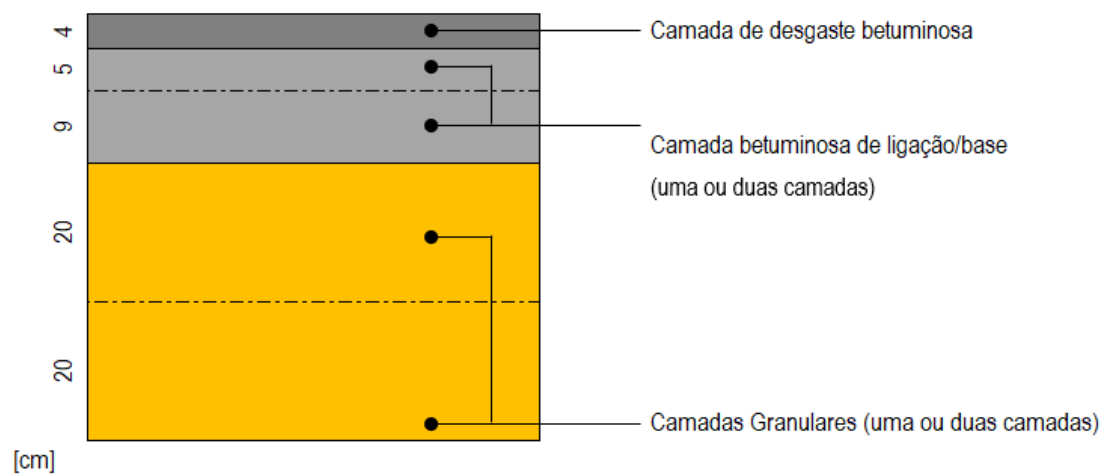 4
Camada de desgaste betuminosa
5
9
Camada betuminosa de ligação/base
(uma ou duas camadas)
20
20
Camadas Granulares (uma ou duas camadas)
[cm]